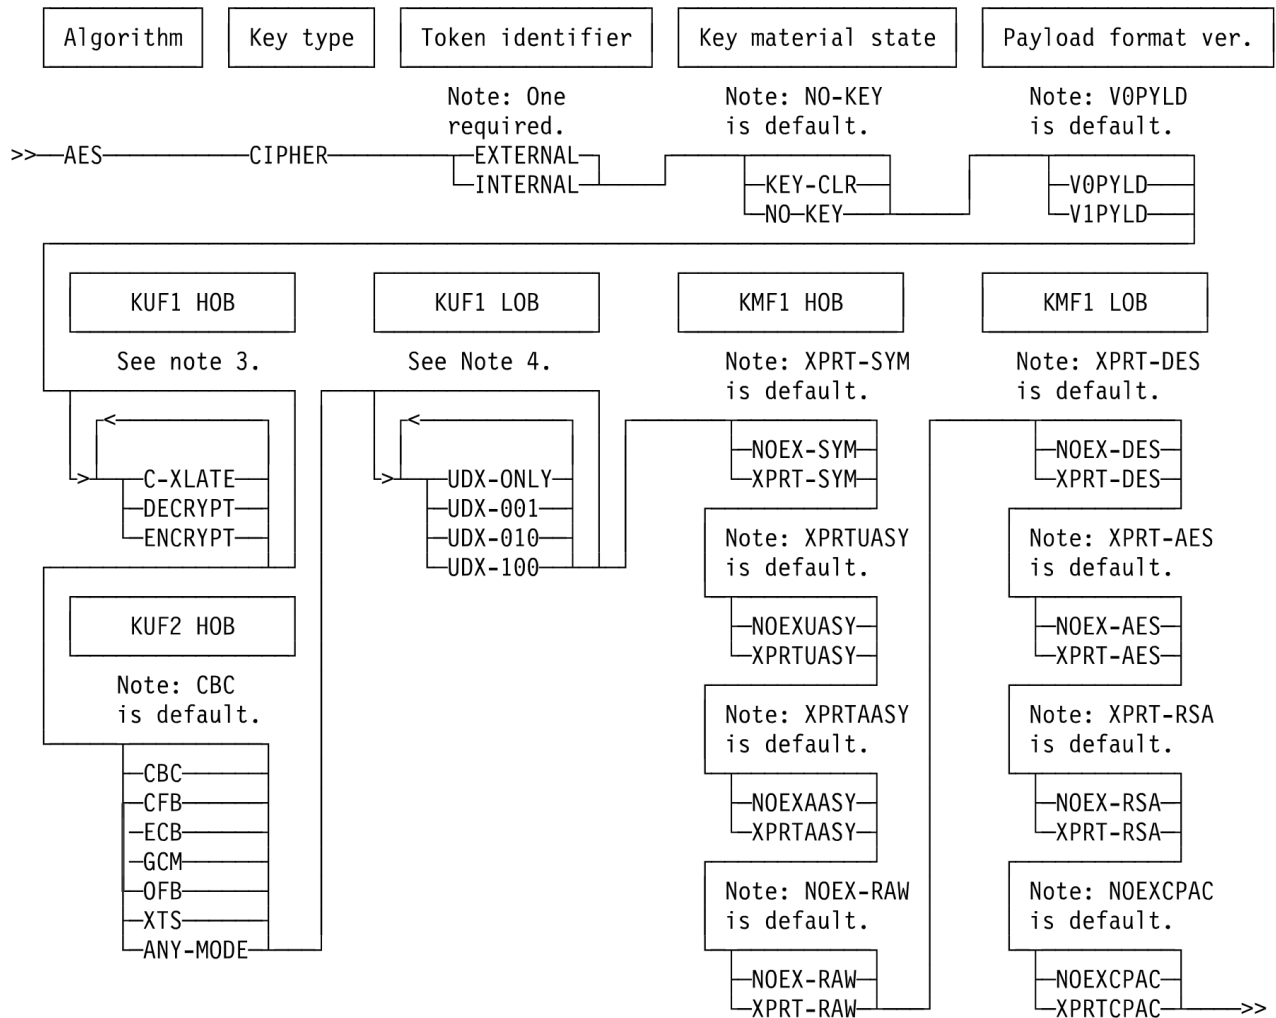 Algorithm
Key type
Token identifier
Key material state
Payload format ver.
Note: One
required.
Note: NO-KEY
is default.
Note: V0PYLD
is default.
>>
AES
CIPHER
EXTERNAL
INTERNAL
KEY-CLR
NO-KEY
V0PYLD
V1PYLD
KUF1 HOB
See note 3.
<
>
C-XLATE
DECRYPT
ENCRYPT
KUF2 HOB
Note: CBC
is default.
CBC
CFB
ECB
GCM
OFB
XTS
ANY-MODE
KUF1 LOB
See Note 4.
<
>
UDX-ONLY
UDX-001
UDX-010
UDX-100
KMF1 HOB
Note: XPRT-SYM
is default.
NOEX-SYM
XPRT-SYM
Note: XPRTUASY
is default.
NOEXUASY
XPRTUASY
Note: XPRTAASY
is default.
NOEXAASY
XPRTAASY
Note: NOEX-RAW
is default.
NOEX-RAW
XPRT-RAW
KMF1 LOB
Note: XPRT-DES
is default.
NOEX-DES
XPRT-DES
Note: XPRT-AES
is default.
NOEX-AES
XPRT-AES
Note: XPRT-RSA
is default.
NOEX-RSA
XPRT-RSA
Note: NOEXCPAC
is default.
NOEXCPAC
XPRTCPAC
>>